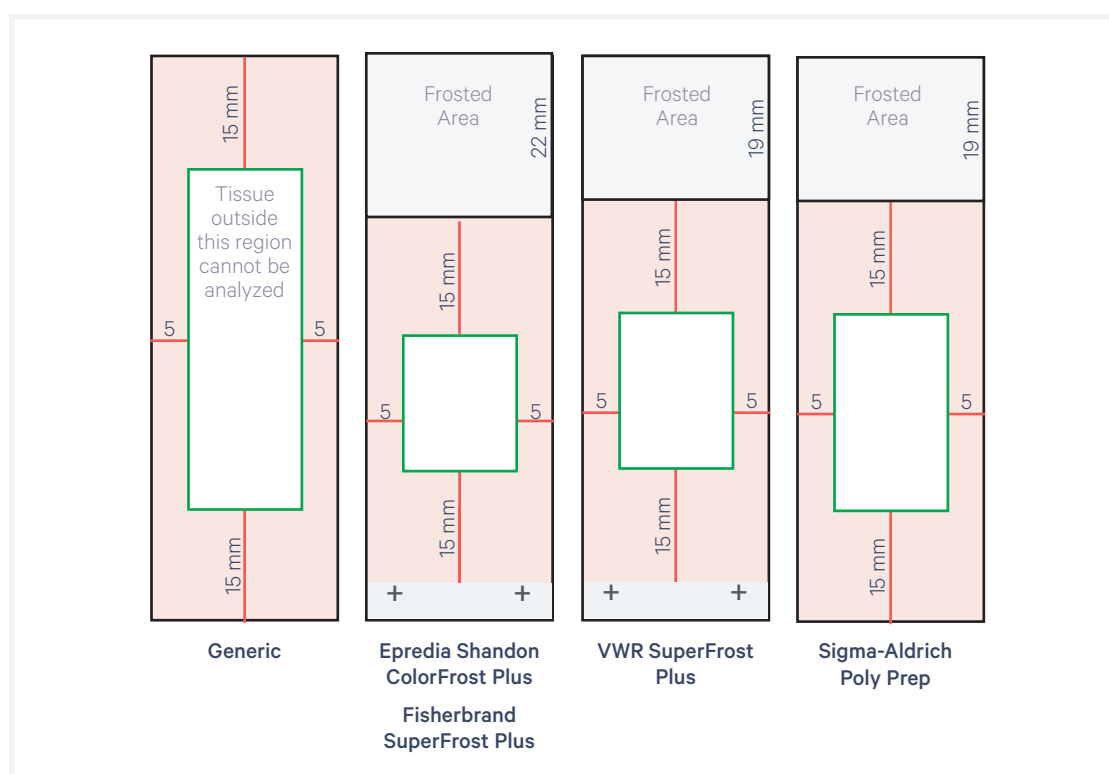 15 mm
Tissue
outside
this region
cannot be
analyzed
5
5
15 mm
Generic
Frosted
Area
22 mm
15 mm
5
5
15 mm
+
+
Epredia Shandon
ColorFrost Plus
Fisherbrand
SuperFrost Plus
Frosted
Area
19 mm
15 mm
5
5
15 mm
+
+
VWR SuperFrost
Plus
Frosted
Area
19 mm
15 mm
5
5
15 mm
Sigma-Aldrich
Poly Prep